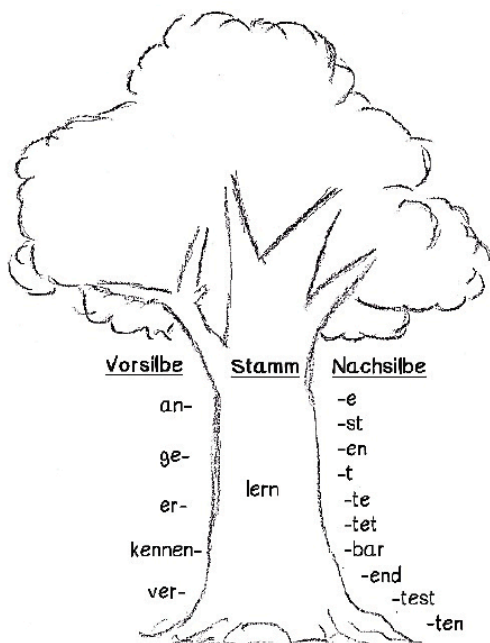 Vorsilbe Stamm Nachsilbe
an- -e
-st
ge- -en
-t
lern
er- -te
-tet
kennen- -bar
-end
ver- -test
-ten